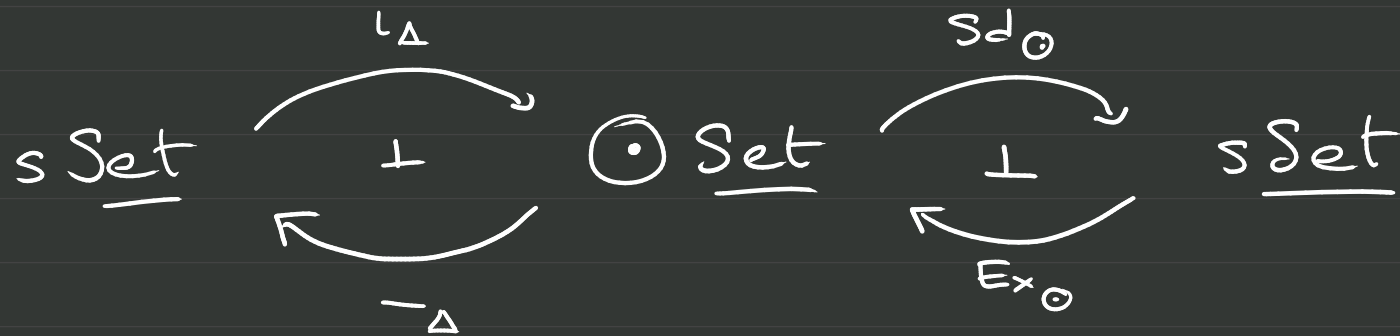 ι_Δ Sd_⊙
sSet ⊥ ⊙Set ⊥ sSet
−_Δ Ex_⊙